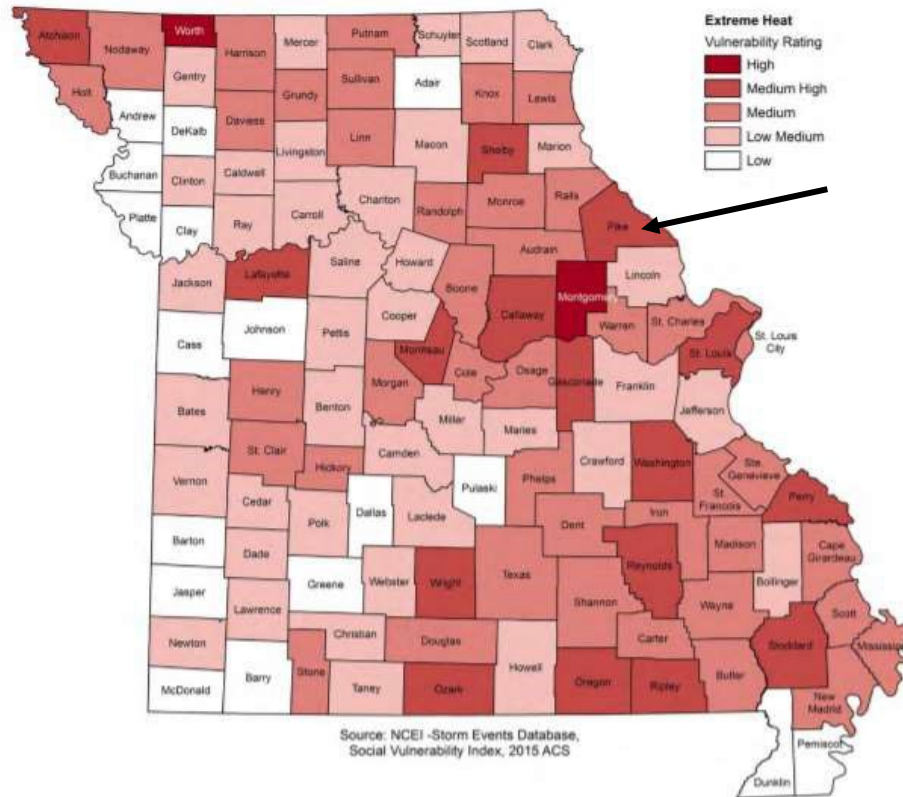 Extreme Heat
Vulnerability Rating
High
Medium High
Medium
Low Medium
Low
Atchison
Nodaway
Worth
Harrison
Mercer
Putnam
Schuyler
Scotland
Clark
Holt
Gentry
Sullivan
Adair
Knox
Lewis
Andrew
DeKalb
Daviess
Grundy
Linn
Macon
Shelby
Marion
Buchanan
Clinton
Caldwell
Livingston
Chariton
Randolph
Monroe
Ralls
Pike
Platte
Clay
Ray
Carroll
Audrain
Jackson
Lafayette
Saline
Howard
Boone
Callaway
Montgomery
Lincoln
Cass
Johnson
Pettis
Cooper
Moniteau
Cole
Osage
Gasconade
Warren
St. Charles
St. Louis
St. Louis
City
Bates
Henry
Benton
Morgan
Miller
Maries
Franklin
Jefferson
Vernon
St. Clair
Hickory
Camden
Pulaski
Phelps
Crawford
Washington
St.
Francois
Ste.
Genevieve
Perry
Barton
Cedar
Polk
Dallas
Laclede
Dent
Iron
Madison
Cape
Girardeau
Bollinger
Jasper
Dade
Greene
Webster
Wright
Texas
Shannon
Reynolds
Wayne
Scott
Mississippi
Newton
Lawrence
Christian
Douglas
Howell
Carter
Butler
Stoddard
New
Madrid
McDonald
Barry
Stone
Taney
Ozark
Oregon
Ripley
Dunklin
Pemiscot
Source: NCEI -Storm Events Database,
Social Vulnerability Index, 2015 ACS